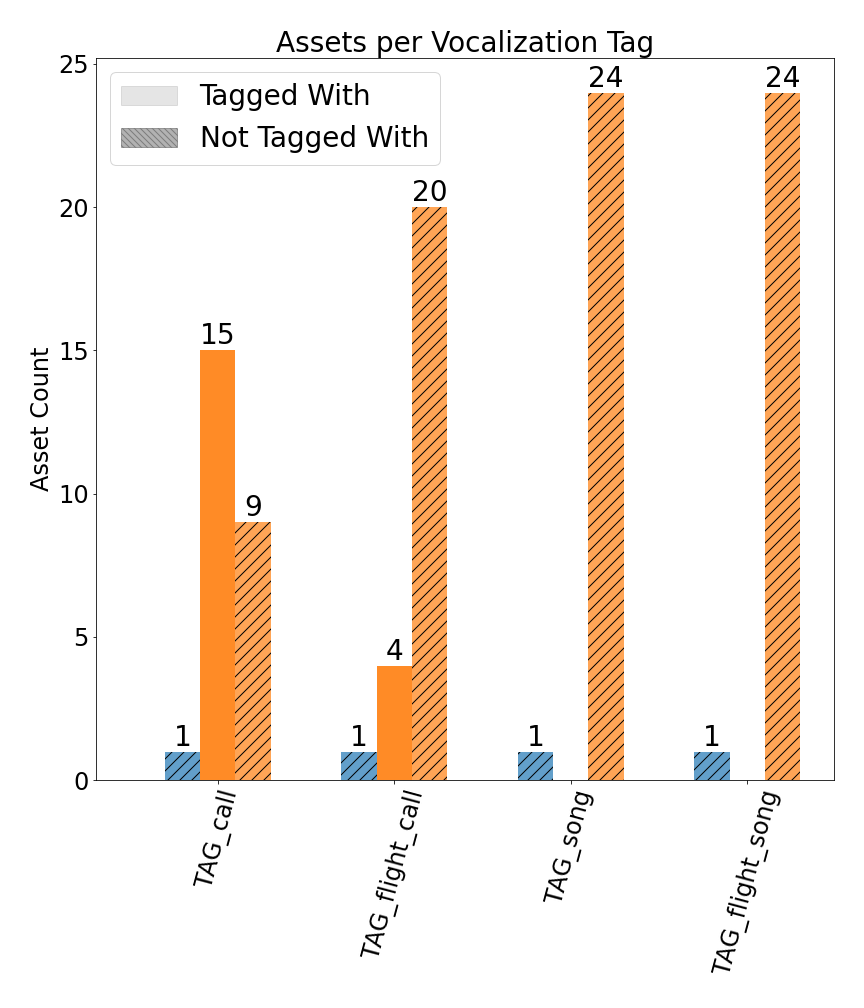 Assets per Vocalization Tag
Tagged With
Not Tagged With
Asset Count
25
20
15
10
5
0
1
15
9
1
4
20
1
24
1
24
TAG_call
TAG_flight_call
TAG_song
TAG_flight_song